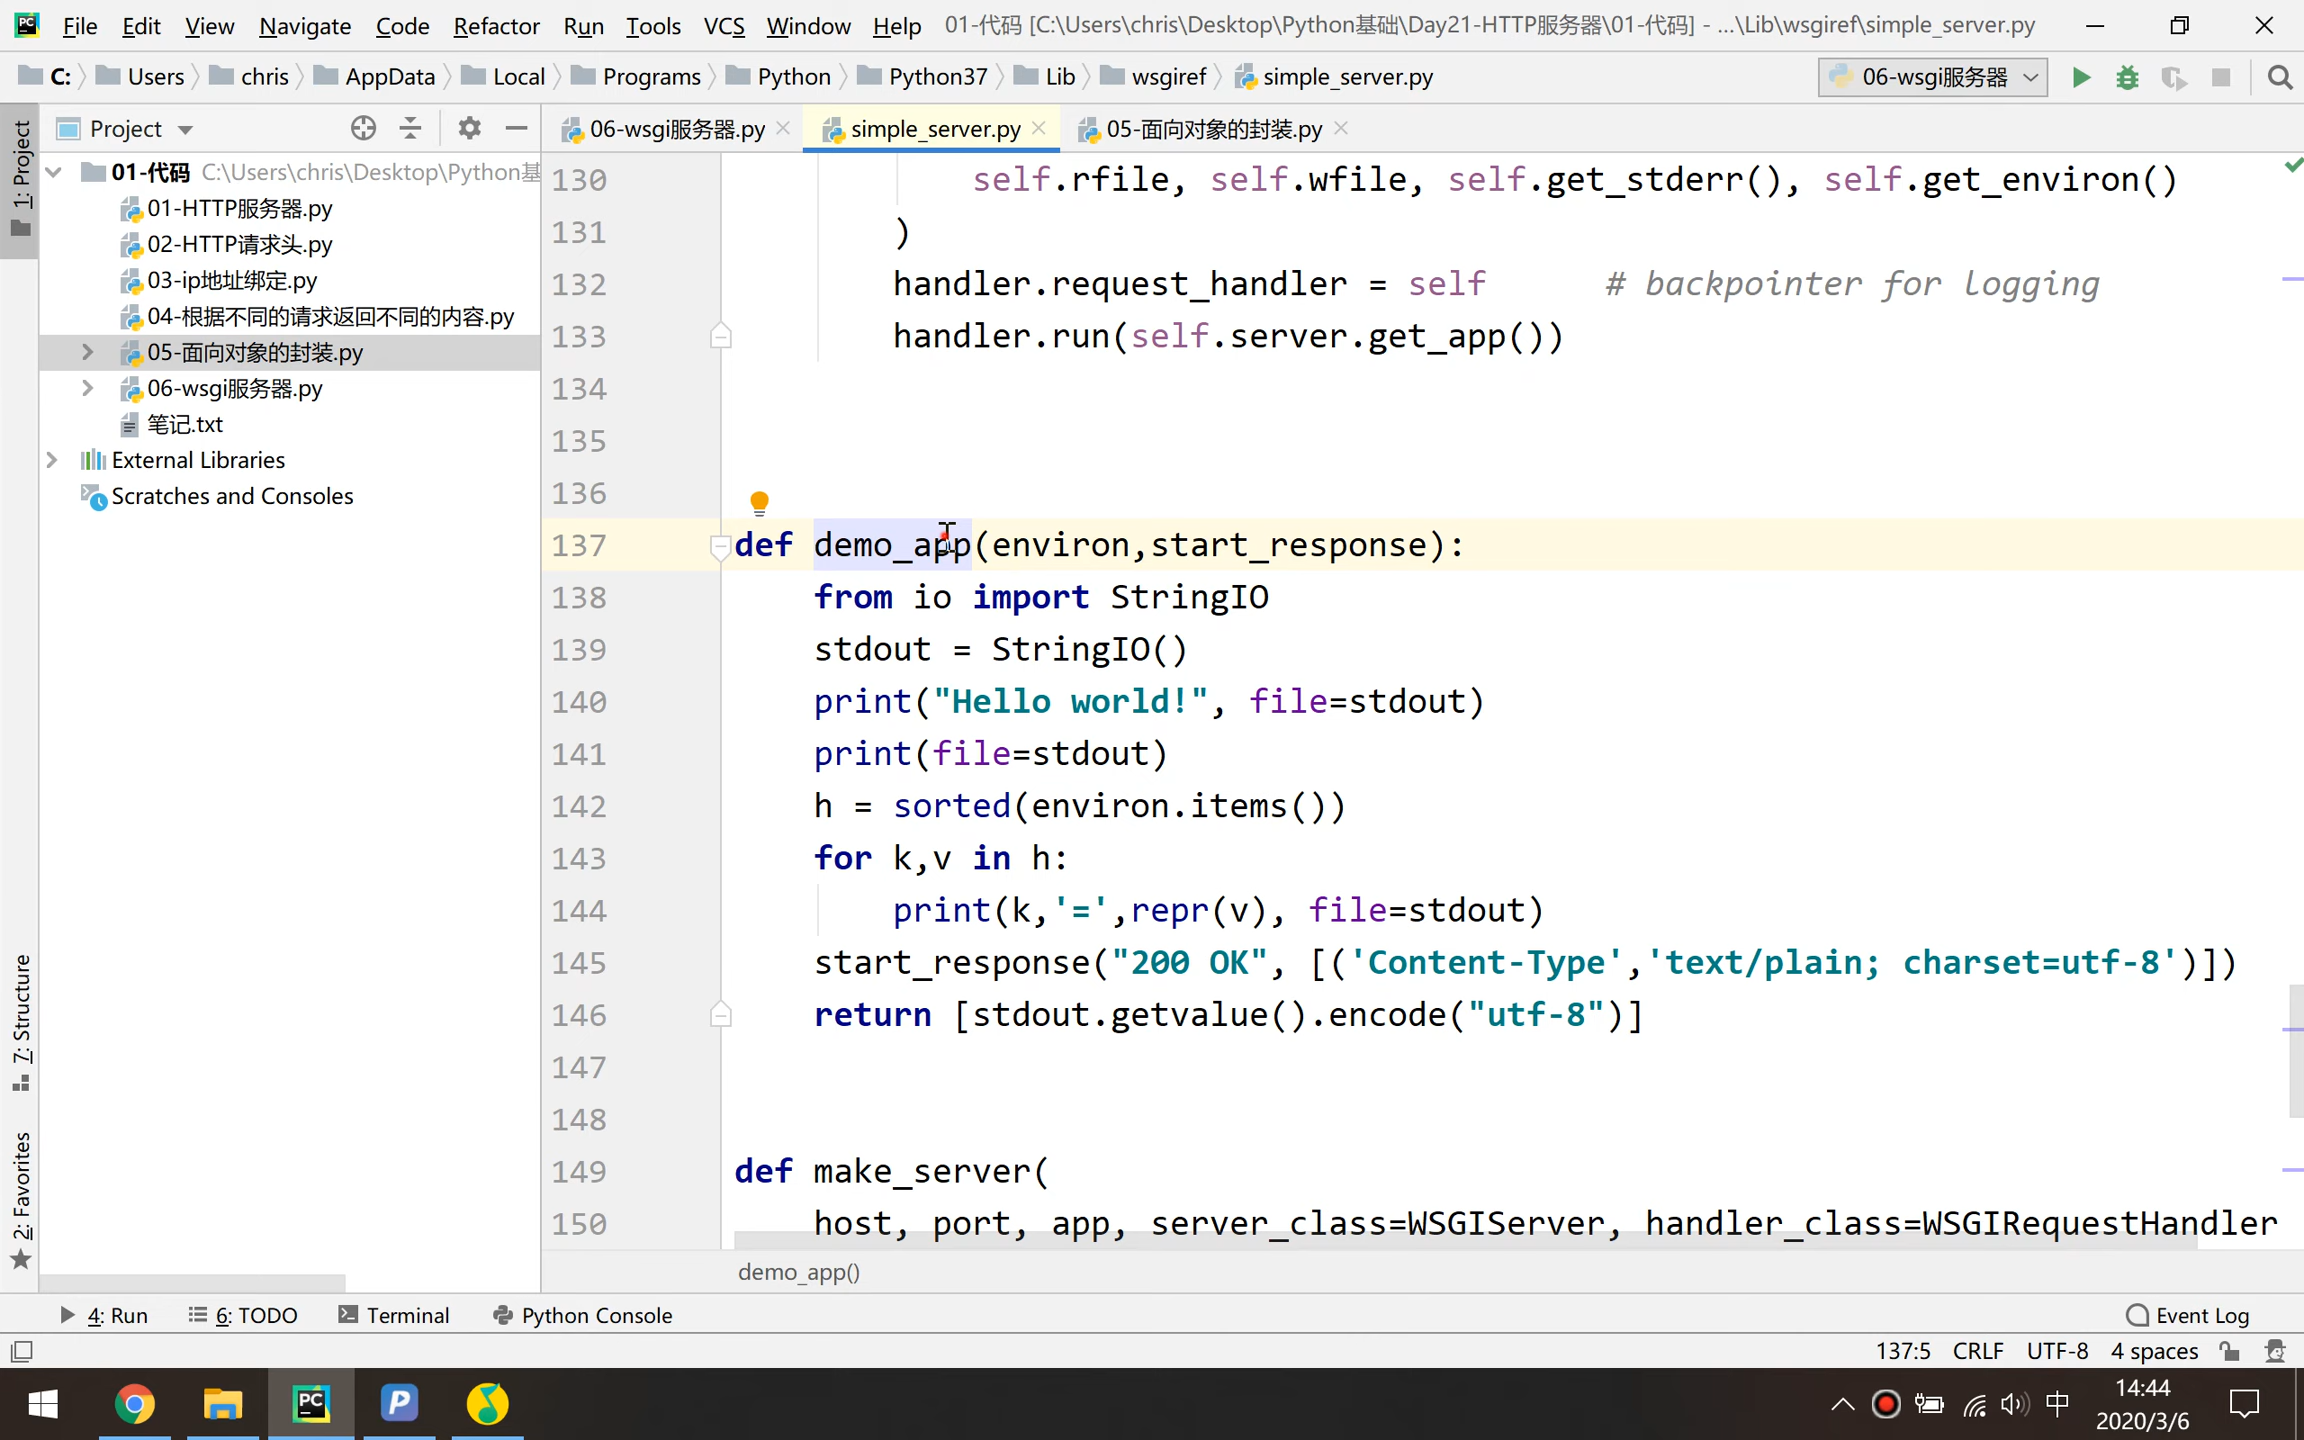 File Edit View Navigate Code Refactor Run Tools VCS Window Help 01-代码 [C:\Users\chris\Desktop\Python基础\Day21-HTTP服务器\01-代码] - ...\Lib\wsgiref\simple_server.py
C: Users chris AppData Local Programs Python Python37 Lib wsgiref simple_server.py 06-wsgi服务器
Project 06-wsgi服务器.py simple_server.py 05-面向对象的封装.py
1: Project
01-代码 C:\Users\chris\Desktop\Python基
01-HTTP服务器.py
02-HTTP请求头.py
03-ip地址绑定.py
04-根据不同的请求返回不同的内容.py
05-面向对象的封装.py
06-wsgi服务器.py
笔记.txt
External Libraries
Scratches and Consoles
7: Structure
2: Favorites
130 self.rfile, self.wfile, self.get_stderr(), self.get_environ()
131 )
132 handler.request_handler = self # backpointer for logging
133 handler.run(self.server.get_app())
134
135
136
137 def demo_app(environ,start_response):
138 from io import StringIO
139 stdout = StringIO()
140 print("Hello world!", file=stdout)
141 print(file=stdout)
142 h = sorted(environ.items())
143 for k,v in h:
144 print(k,'=',repr(v), file=stdout)
145 start_response("200 OK", [('Content-Type','text/plain; charset=utf-8')])
146 return [stdout.getvalue().encode("utf-8")]
147
148
149 def make_server(
150 host, port, app, server_class=WSGIServer, handler_class=WSGIRequestHandler
demo_app()
4: Run 6: TODO Terminal Python Console Event Log
137:5 CRLF UTF-8 4 spaces
中 14:44
2020/3/6